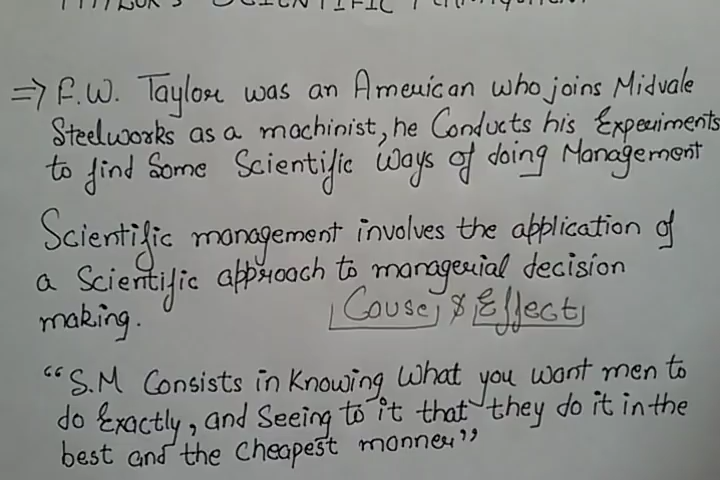 TAYLOR'S SCIENTIFIC MANAGEMENT
=> F.W. Taylor was an American who joins Midvale
Steelworks as a machinist, he Conducts his Experiments
to find Some Scientific Ways of doing Management
Scientific management involves the application of
a Scientific approach to managerial decision
making.
Cause & Effect
"S.M Consists in Knowing What you want men to
do Exactly, and Seeing to it that they do it in the
best and the Cheapest manner"